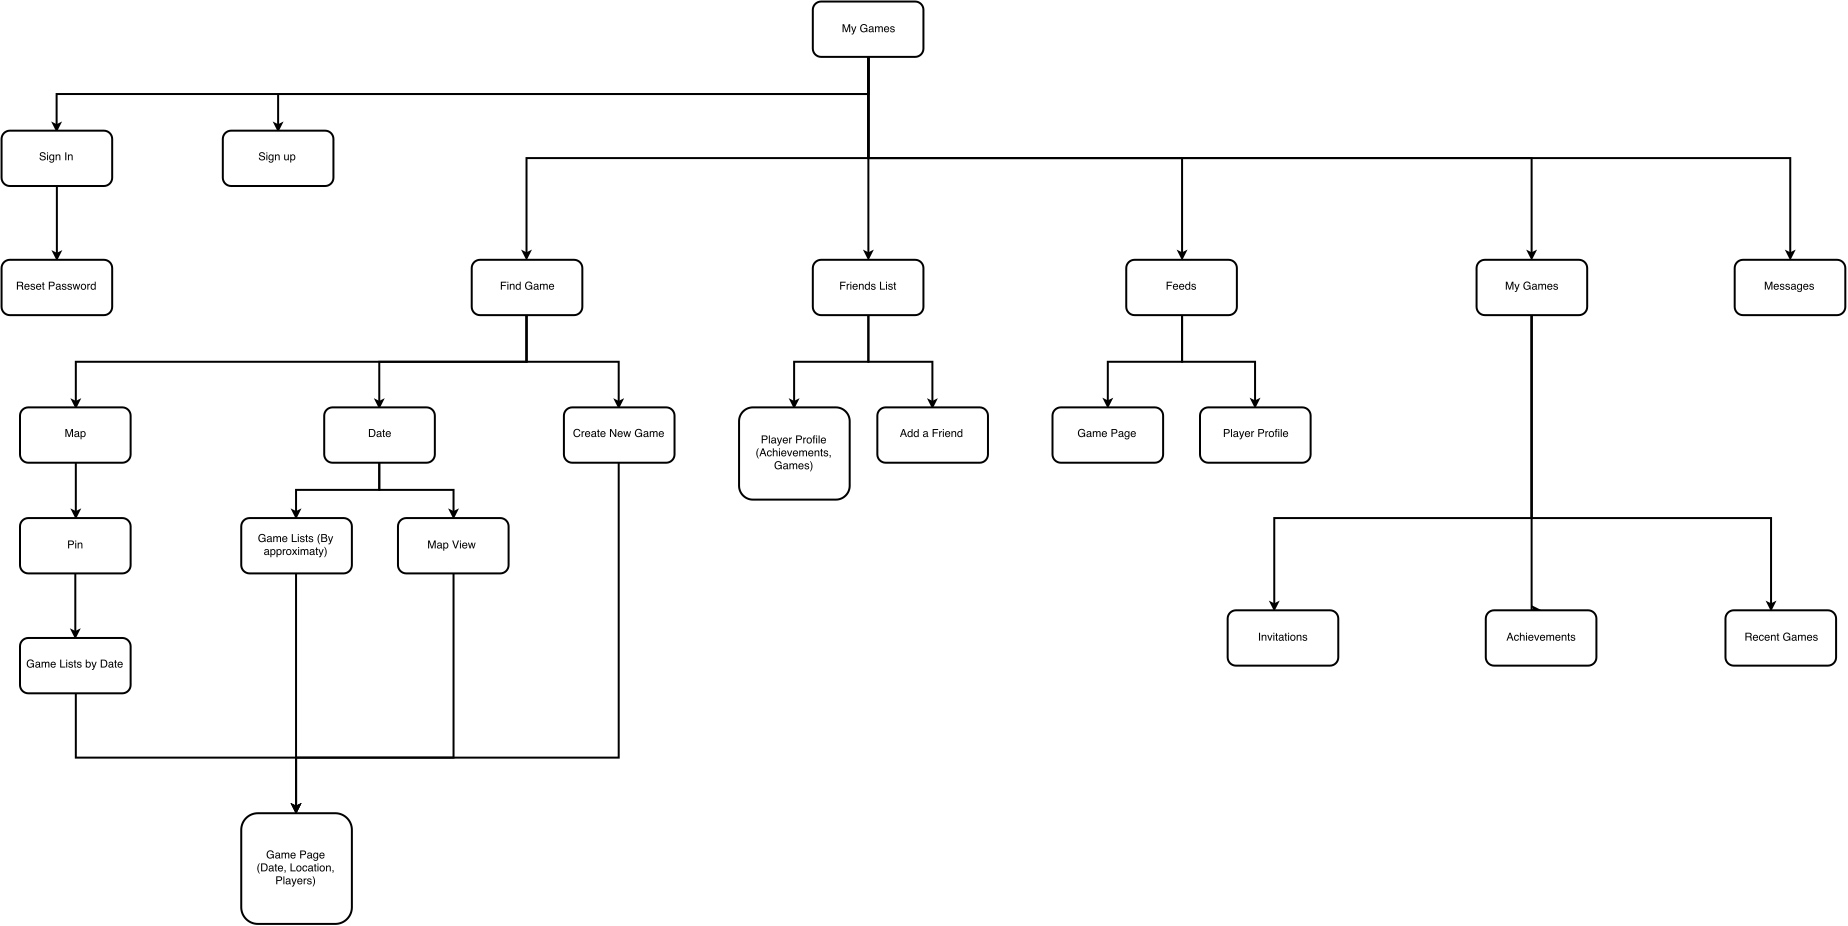 My Games
Sign In
Sign up
Reset Password
Find Game
Friends List
Feeds
My Games
Messages
Map
Date
Create New Game
Player Profile
(Achievements,
Games)
Add a Friend
Game Page
Player Profile
Pin
Game Lists (By
approximaty)
Map View
Game Lists by Date
Invitations
Achievements
Recent Games
Game Page
(Date, Location,
Players)